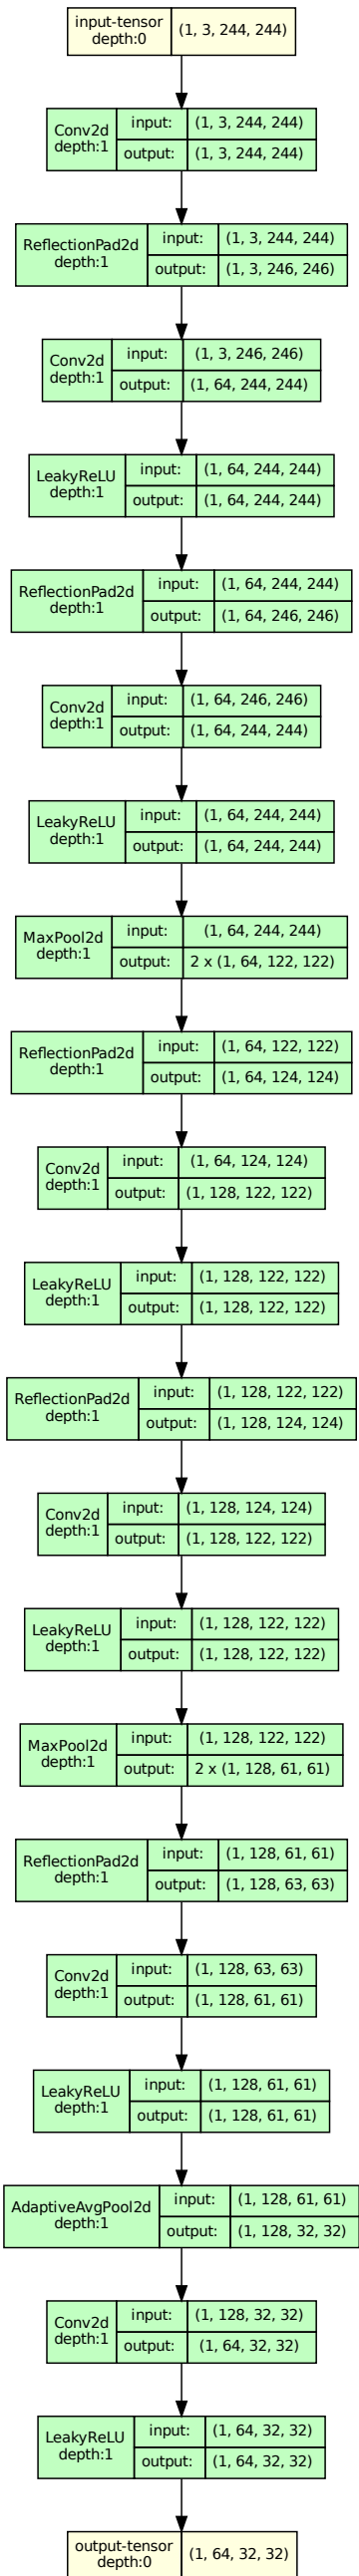 input-tensor
depth:0
(1, 3, 244, 244)
Conv2d
depth:1
input:
(1, 3, 244, 244)
output:
(1, 3, 244, 244)
ReflectionPad2d
depth:1
input:
(1, 3, 244, 244)
output:
(1, 3, 246, 246)
Conv2d
depth:1
input:
(1, 3, 246, 246)
output:
(1, 64, 244, 244)
LeakyReLU
depth:1
input:
(1, 64, 244, 244)
output:
(1, 64, 244, 244)
ReflectionPad2d
depth:1
input:
(1, 64, 244, 244)
output:
(1, 64, 246, 246)
Conv2d
depth:1
input:
(1, 64, 246, 246)
output:
(1, 64, 244, 244)
LeakyReLU
depth:1
input:
(1, 64, 244, 244)
output:
(1, 64, 244, 244)
MaxPool2d
depth:1
input:
(1, 64, 244, 244)
output:
2 x (1, 64, 122, 122)
ReflectionPad2d
depth:1
input:
(1, 64, 122, 122)
output:
(1, 64, 124, 124)
Conv2d
depth:1
input:
(1, 64, 124, 124)
output:
(1, 128, 122, 122)
LeakyReLU
depth:1
input:
(1, 128, 122, 122)
output:
(1, 128, 122, 122)
ReflectionPad2d
depth:1
input:
(1, 128, 122, 122)
output:
(1, 128, 124, 124)
Conv2d
depth:1
input:
(1, 128, 124, 124)
output:
(1, 128, 122, 122)
LeakyReLU
depth:1
input:
(1, 128, 122, 122)
output:
(1, 128, 122, 122)
MaxPool2d
depth:1
input:
(1, 128, 122, 122)
output:
2 x (1, 128, 61, 61)
ReflectionPad2d
depth:1
input:
(1, 128, 61, 61)
output:
(1, 128, 63, 63)
Conv2d
depth:1
input:
(1, 128, 63, 63)
output:
(1, 128, 61, 61)
LeakyReLU
depth:1
input:
(1, 128, 61, 61)
output:
(1, 128, 61, 61)
AdaptiveAvgPool2d
depth:1
input:
(1, 128, 61, 61)
output:
(1, 128, 32, 32)
Conv2d
depth:1
input:
(1, 128, 32, 32)
output:
(1, 64, 32, 32)
LeakyReLU
depth:1
input:
(1, 64, 32, 32)
output:
(1, 64, 32, 32)
output-tensor
depth:0
(1, 64, 32, 32)